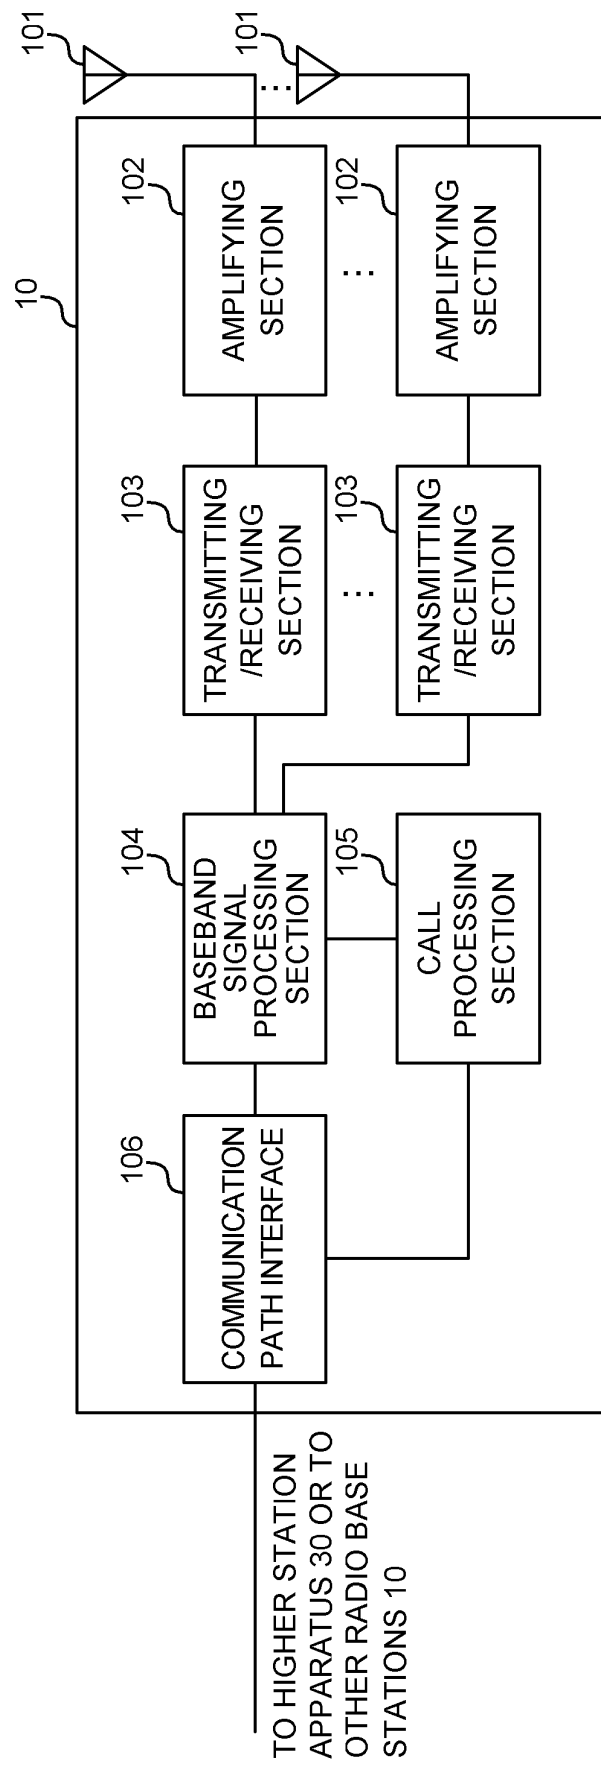 10
101
101
102
AMPLIFYING
SECTION
102
AMPLIFYING
SECTION
...
103
TRANSMITTING
/RECEIVING
SECTION
103
TRANSMITTING
/RECEIVING
SECTION
...
...
104
BASEBAND
SIGNAL
PROCESSING
SECTION
105
CALL
PROCESSING
SECTION
106
COMMUNICATION
PATH INTERFACE
TO HIGHER STATION
APPARATUS 30 OR TO
OTHER RADIO BASE
STATIONS 10